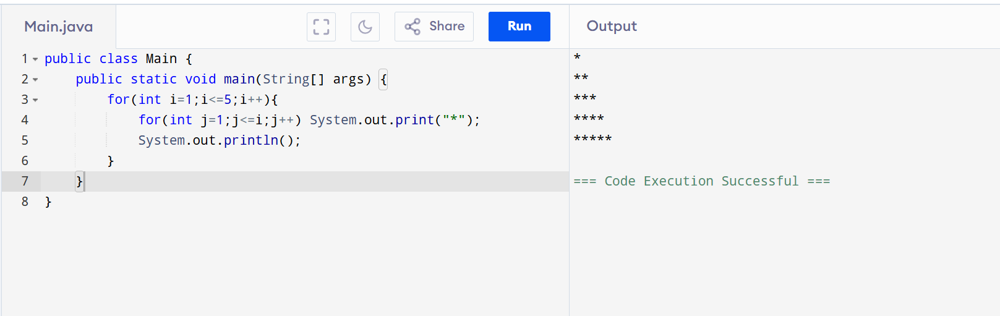 Main.java Share Run Output
1 public class Main {
2     public static void main(String[] args) {
3         for(int i=1;i<=5;i++){
4             for(int j=1;j<=i;j++) System.out.print("*");
5             System.out.println();
6         }
7     }
8 }
*
**
***
****
*****
=== Code Execution Successful ===